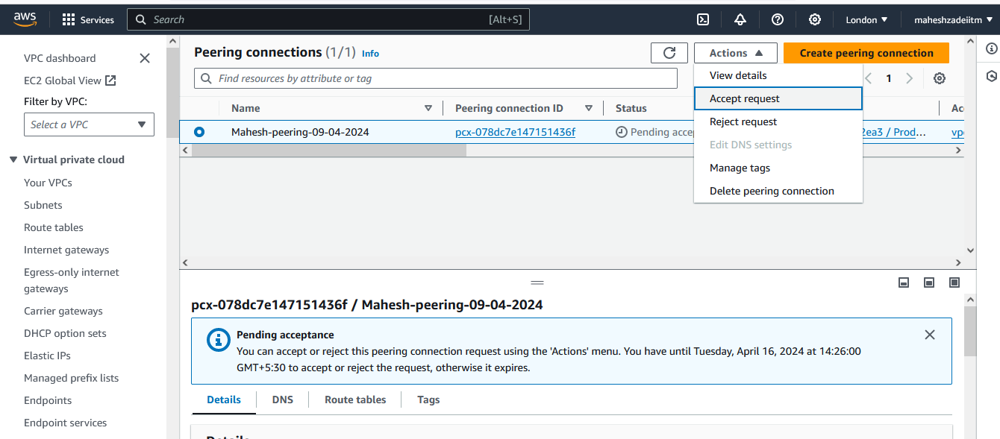 aws Services Search [Alt+S] London maheshzadeiitm
VPC dashboard
EC2 Global View
Filter by VPC:
Select a VPC
Virtual private cloud
Your VPCs
Subnets
Route tables
Internet gateways
Egress-only internet
gateways
Carrier gateways
DHCP option sets
Elastic IPs
Managed prefix lists
Endpoints
Endpoint services
Peering connections (1/1) Info
Actions
Create peering connection
Find resources by attribute or tag
1
View details
Accept request
Reject request
Edit DNS settings
Manage tags
Delete peering connection
Name Peering connection ID Status
Mahesh-peering-09-04-2024 pcx-078dc7e147151436f Pending 2ea3 / Prod...
pcx-078dc7e147151436f / Mahesh-peering-09-04-2024
Pending acceptance
You can accept or reject this peering connection request using the 'Actions' menu. You have until Tuesday, April 16, 2024 at 14:26:00
GMT+5:30 to accept or reject the request, otherwise it expires.
Details DNS Route tables Tags
Details